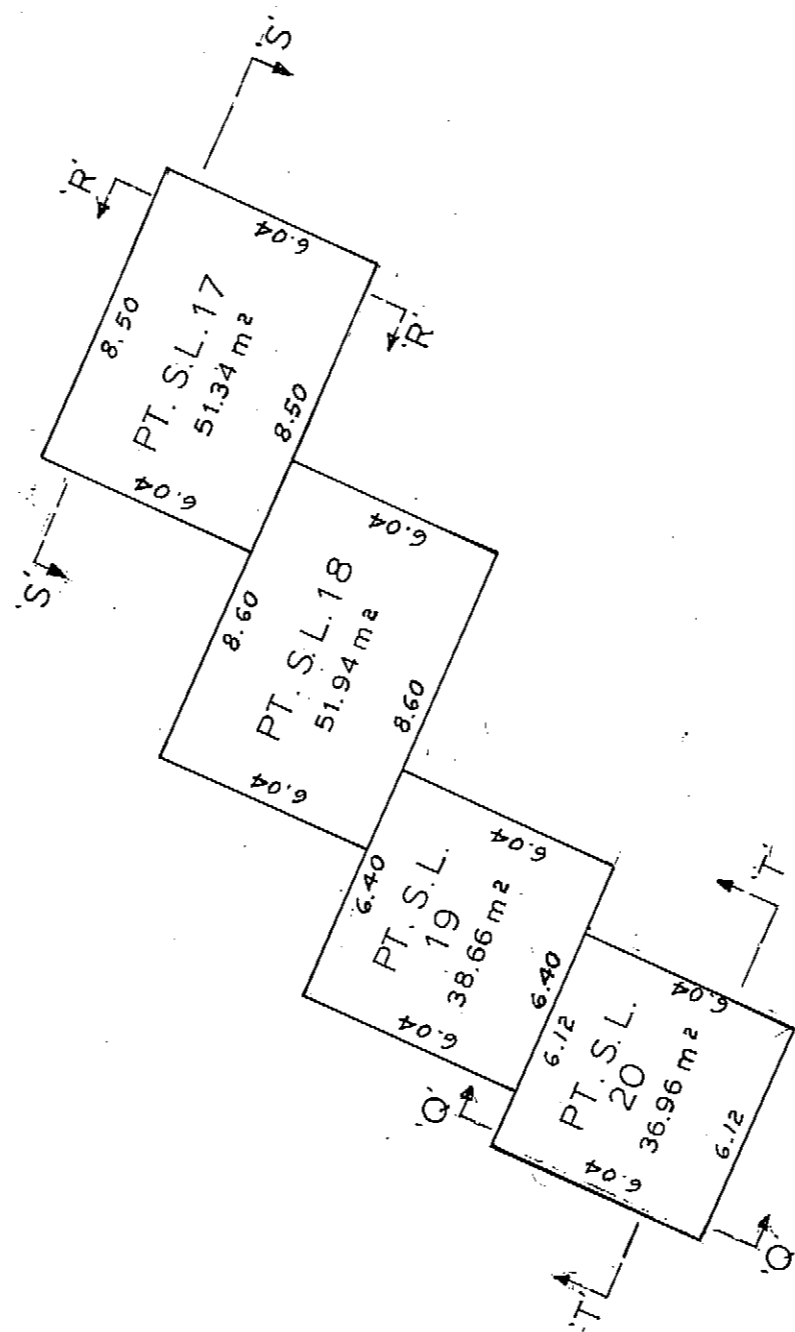 'S'
'R'
8.50
6.04
PT. S.L. 17
51.34 m²
6.04
8.50
'R'
'S'
8.60
6.04
PT. S.L. 18
51.94 m²
6.04
8.60
6.40
6.04
PT. S.L.
19
38.66 m²
6.04
6.40
'T'
'Q'
6.12
6.04
PT. S.L.
20
36.96 m²
6.04
6.12
'Q'
'T'